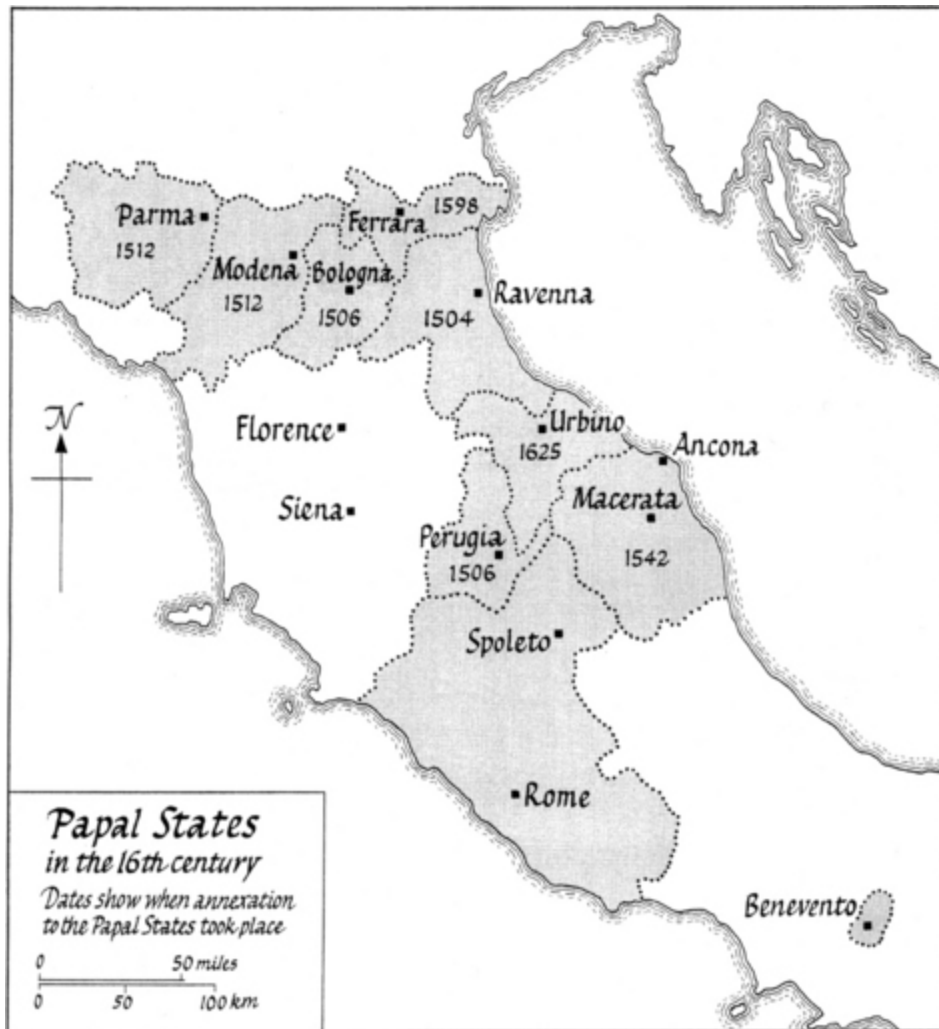 1598
Parma
Ferrara
1512
Modena
Bologna
Ravenna
1512
1506
1504
N
Florence
Urbino
1625
Ancona
Siena
Macerata
Perugia
1506
1542
Spoleto
Rome
Papal States
in the 16th century
Dates show when annexation
to the Papal States took place
0 50 miles
0 50 100 km
Benevento